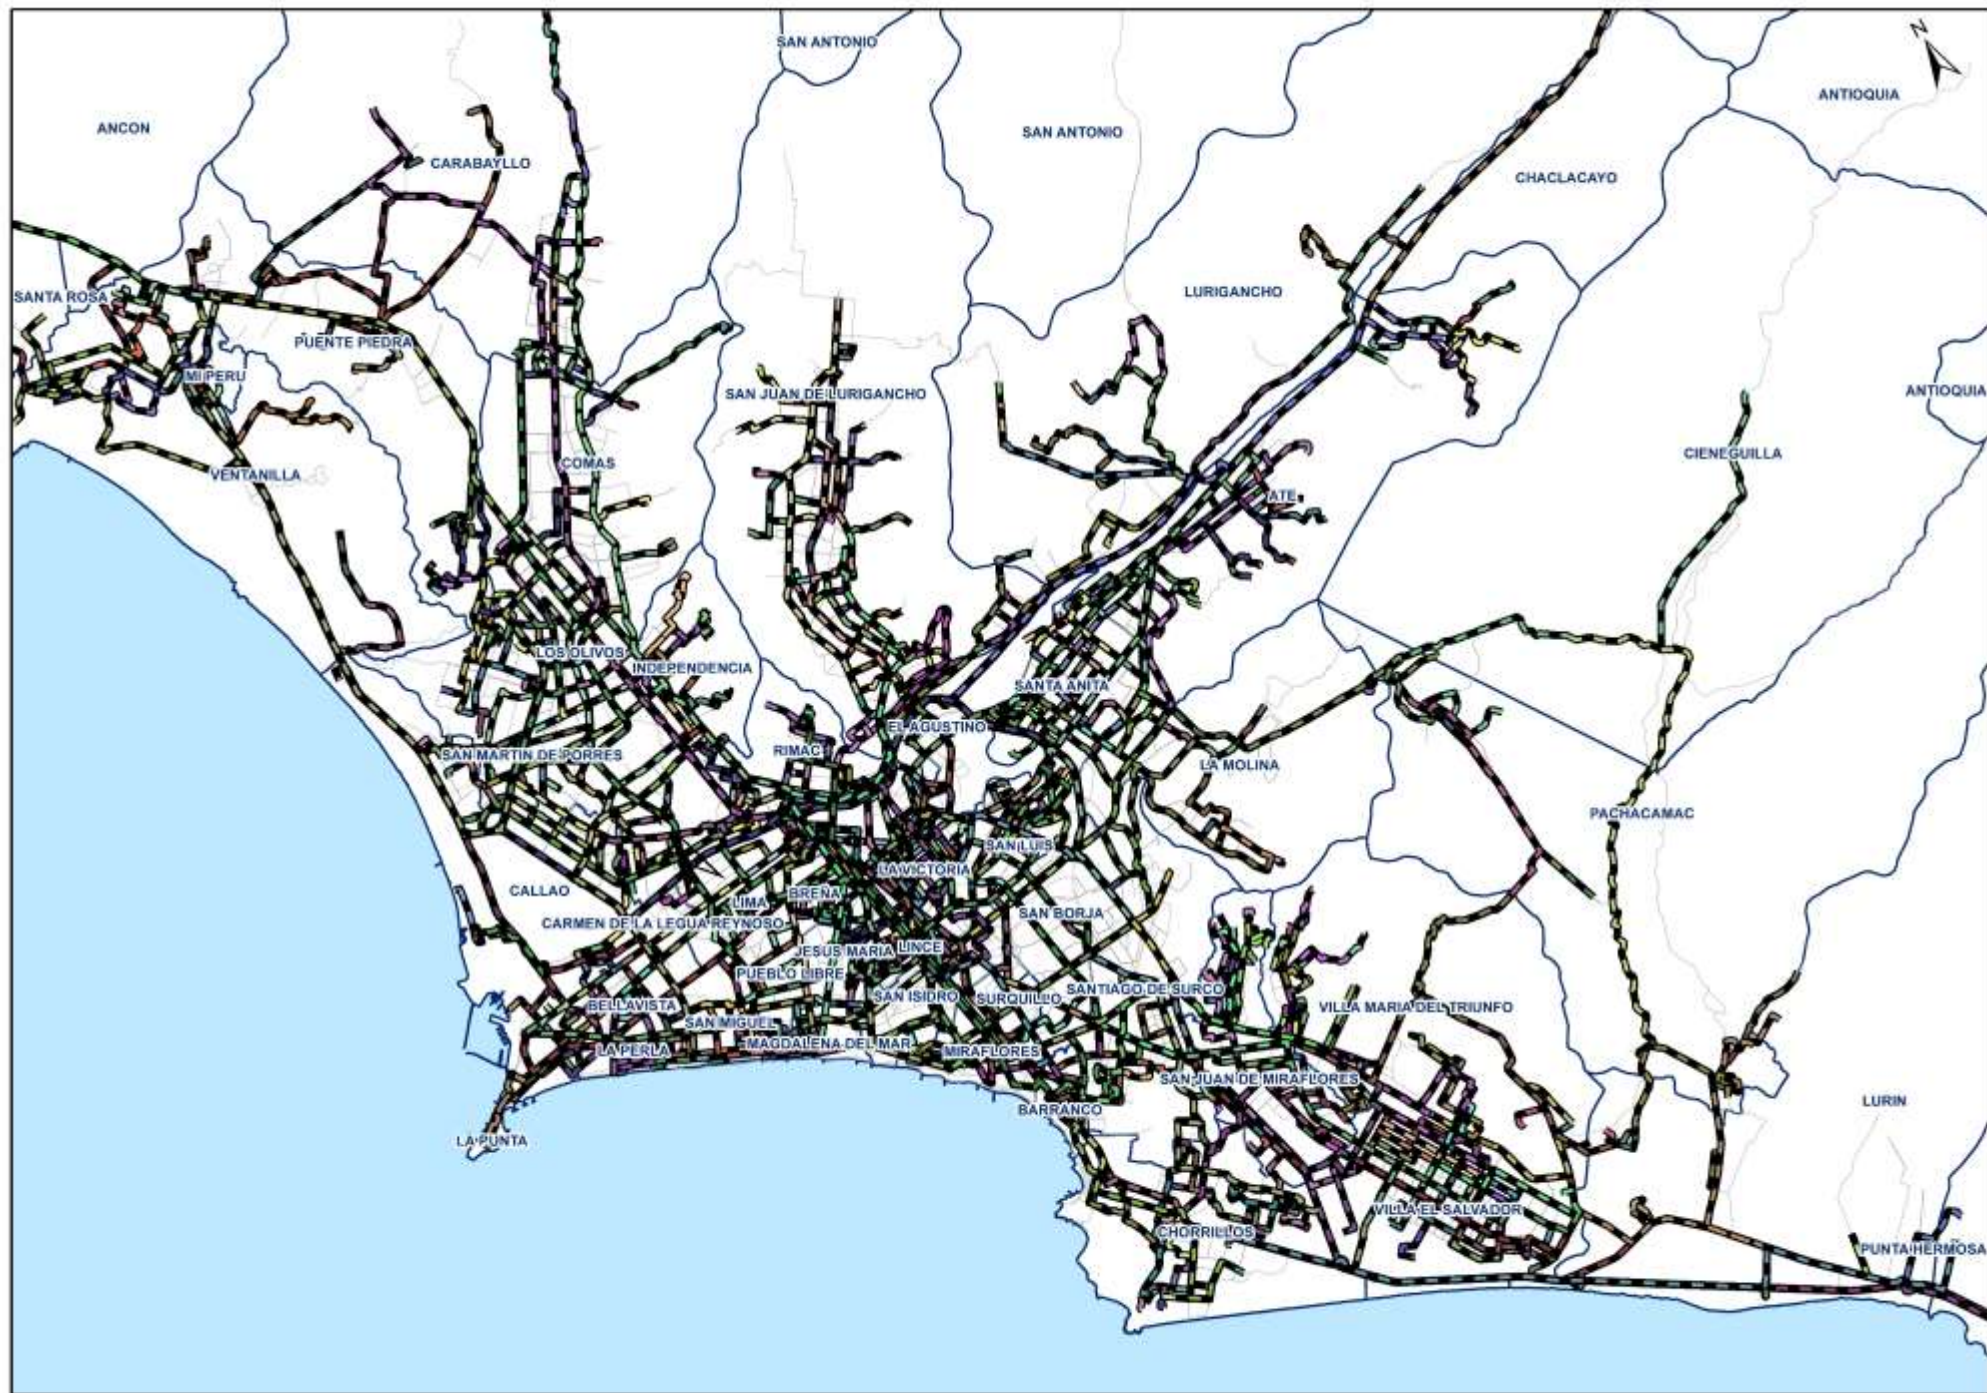 SAN ANTONIO
N
ANTIOQUIA
ANCON
SAN ANTONIO
CARABAYLLO
CHACLACAYO
LURIGANCHO
SANTA ROSA
PUENTE PIEDRA
MI PERU
SAN JUAN DE LURIGANCHO
ANTIOQUIA
CIENEGUILLA
COMAS
VENTANILLA
ATE
LOS OLIVOS
INDEPENDENCIA
SANTA ANITA
EL AGUSTINO
RIMAC
SAN MARTIN DE PORRES
LA MOLINA
PACHACAMAC
SAN LUIS
LA VICTORIA
CALLAO
BREÑA
LIMA
SAN BORJA
CARMEN DE LA LEGUA REYNOSO
JESUS MARIA
LINCE
PUEBLO LIBRE
SANTIAGO DE SURCO
SAN ISIDRO
SURQUILLO
BELLAVISTA
VILLA MARIA DEL TRIUNFO
SAN MIGUEL
MAGDALENA DEL MAR
LA PERLA
MIRAFLORES
SAN JUAN DE MIRAFLORES
LURIN
BARRANCO
LA PUNTA
VILLA EL SALVADOR
CHORRILLOS
PUNTA HERMOSA